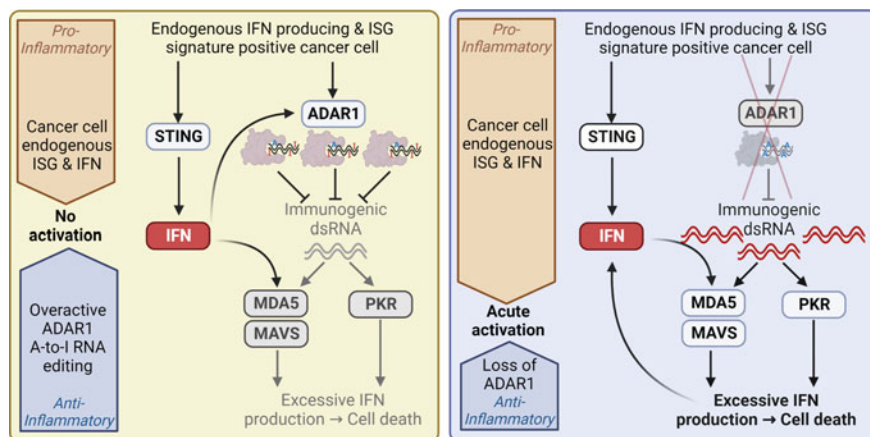 Pro-
Inflammatory
Cancer cell
endogenous
ISG & IFN
No
activation
Overactive
ADAR1
A-to-I RNA
editing
Anti-
Inflammatory
Endogenous IFN producing & ISG
signature positive cancer cell
STING
ADAR1
IFN
Immunogenic
dsRNA
MDA5
PKR
MAVS
Excessive IFN
production → Cell death
Pro-
Inflammatory
Cancer cell
endogenous
ISG & IFN
Acute
activation
Loss of
ADAR1
Anti-
Inflammatory
Endogenous IFN producing & ISG
signature positive cancer cell
ADAR1
STING
Immunogenic
dsRNA
IFN
MDA5
PKR
MAVS
Excessive IFN
production → Cell death